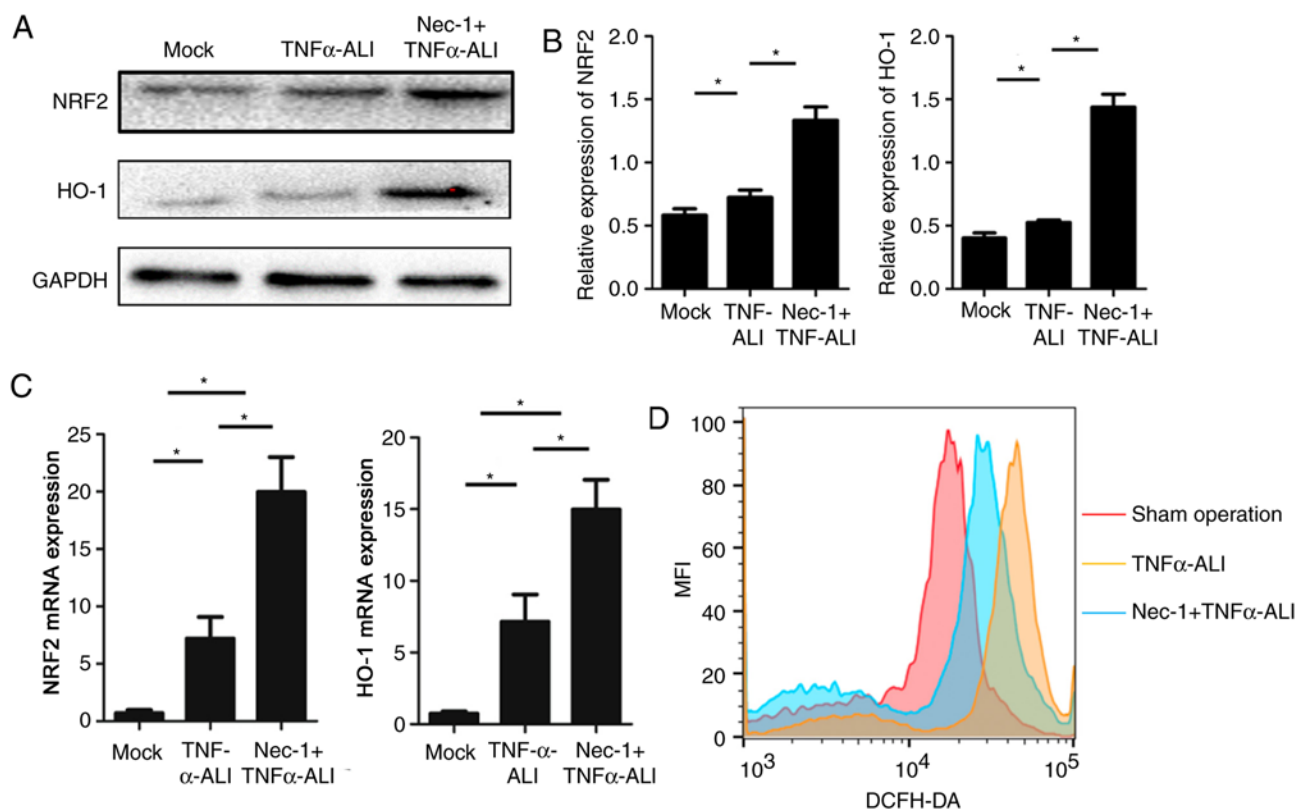 A
Mock
TNFα-ALI
Nec-1+
TNFα-ALI
NRF2
HO-1
GAPDH
B
Relative expression of NRF2
2.0
1.5
1.0
0.5
0.0
*
*
Mock
TNF-
ALI
Nec-1+
TNF-ALI
Relative expression of HO-1
2.0
1.5
1.0
0.5
0.0
*
*
Mock
TNF-
ALI
Nec-1+
TNF-ALI
C
NRF2 mRNA expression
25
20
15
10
5
0
*
*
*
Mock
TNF-
α-ALI
Nec-1+
TNFα-ALI
HO-1 mRNA expression
20
15
10
5
0
*
*
*
Mock
TNF-α-
ALI
Nec-1+
TNFα-ALI
D
MFI
100
80
60
40
20
0
10³
10⁴
10⁵
DCFH-DA
Sham operation
TNFα-ALI
Nec-1+TNFα-ALI